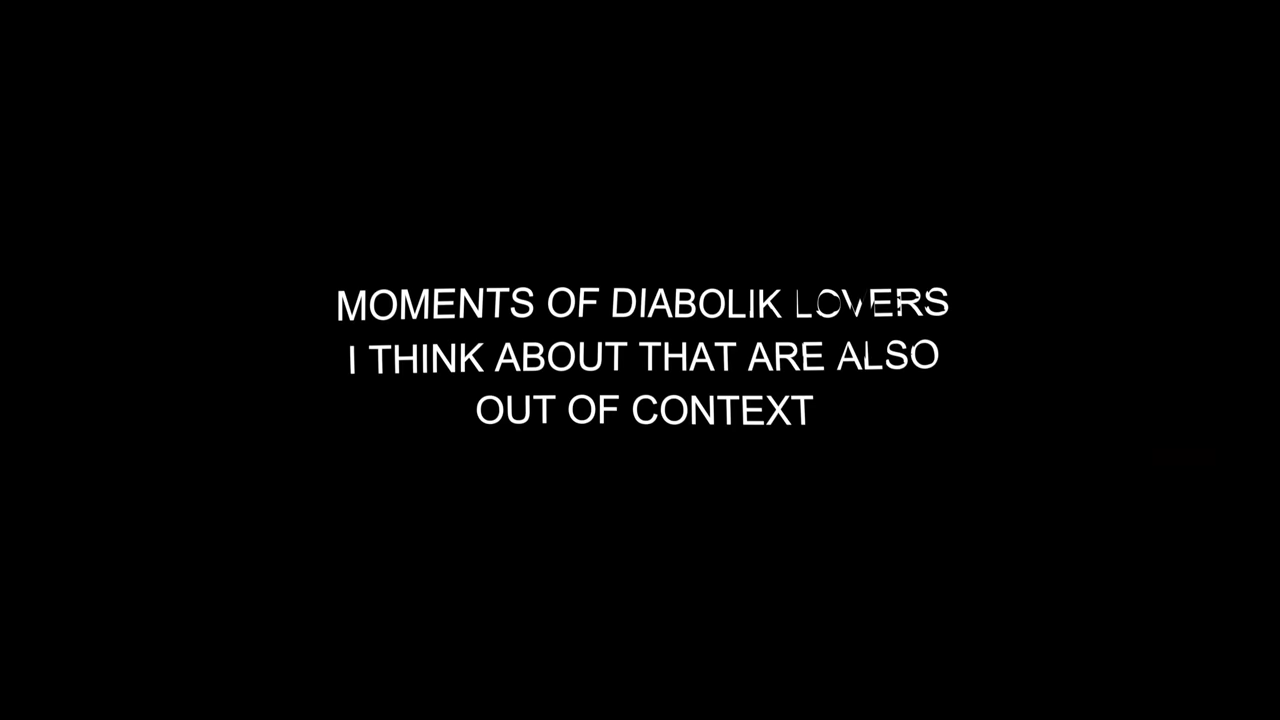 MOMENTS OF DIABOLIK LOVERS
I THINK ABOUT THAT ARE ALSO
OUT OF CONTEXT